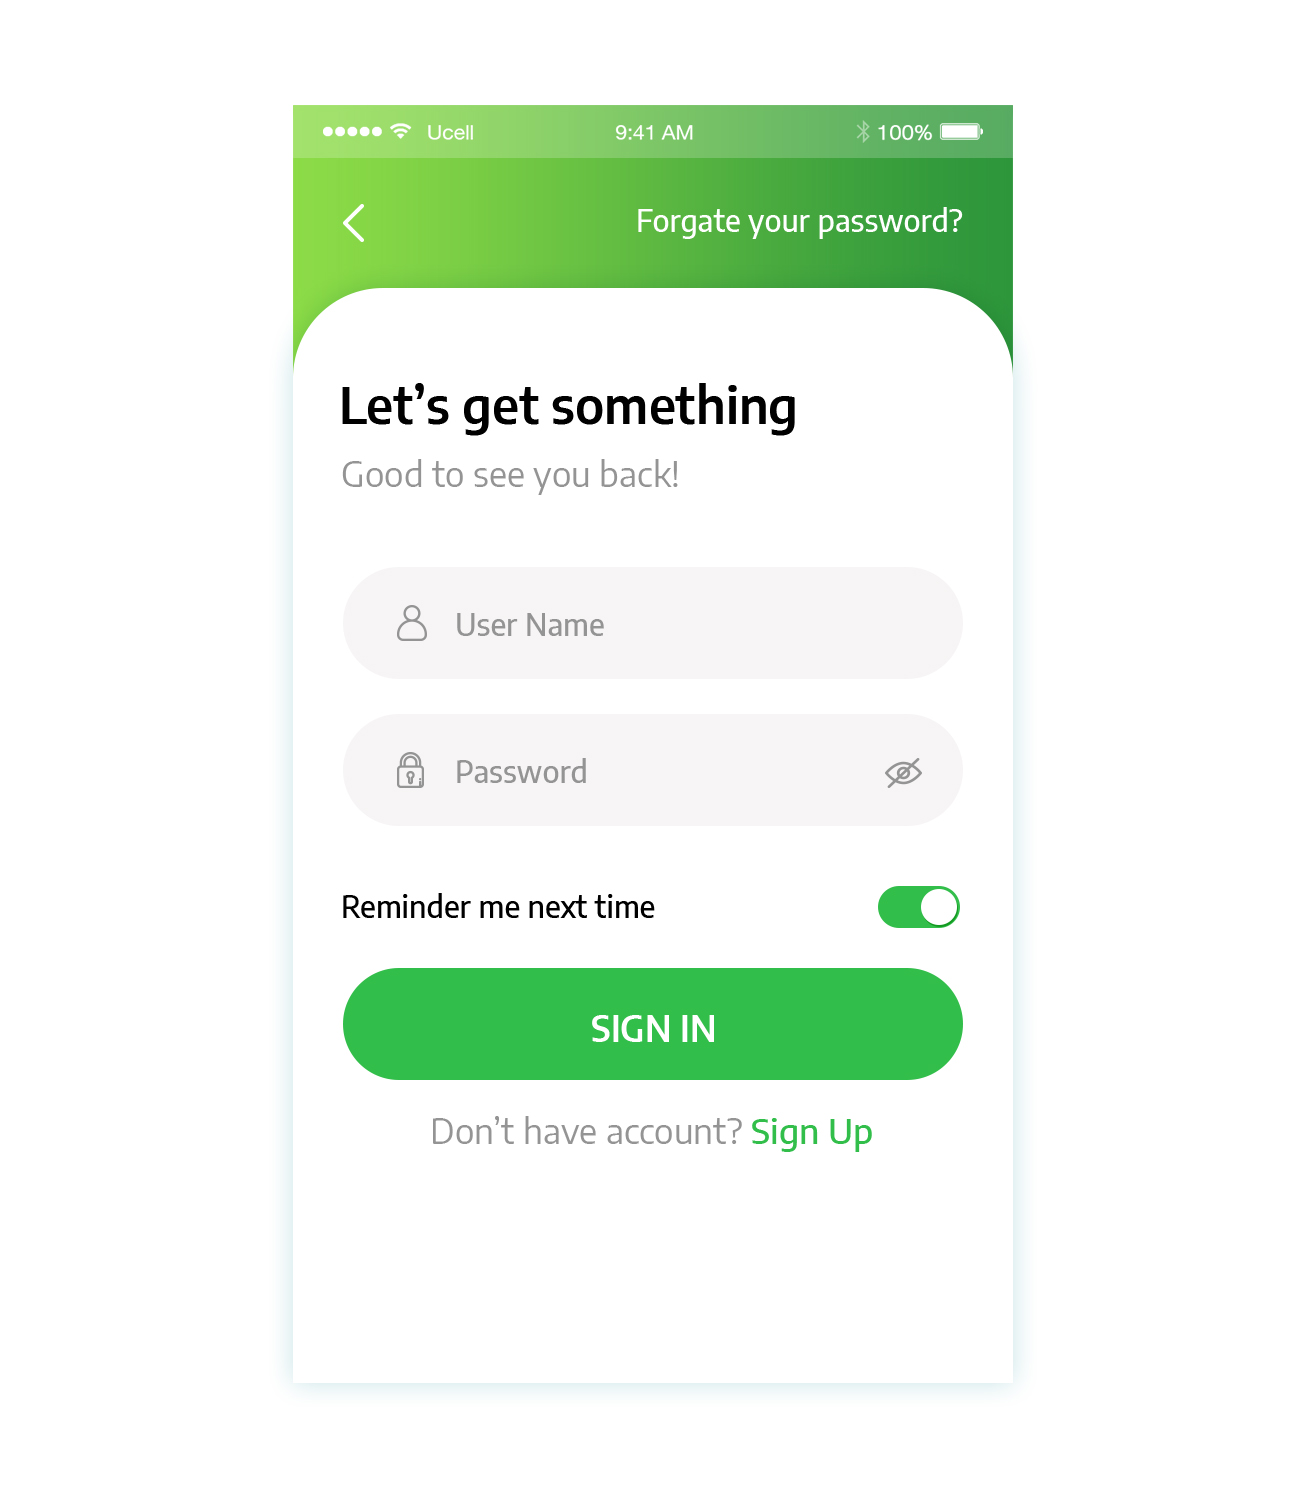 Ucell 9:41 AM 100%
Forgate your password?
Let’s get something
Good to see you back!
User Name
Password
Reminder me next time
SIGN IN
Don’t have account? Sign Up